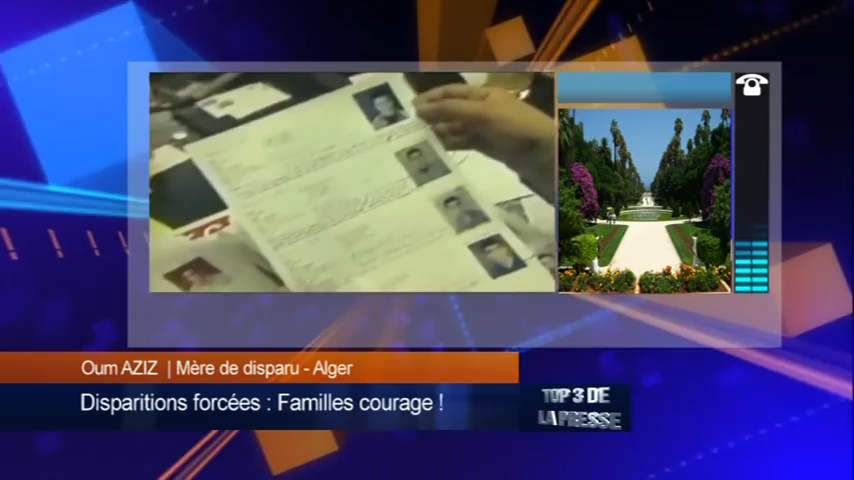 Oum AZIZ | Mère de disparu - Alger
Disparitions forcées : Familles courage !
TOP 3 DE
LA PRESSE